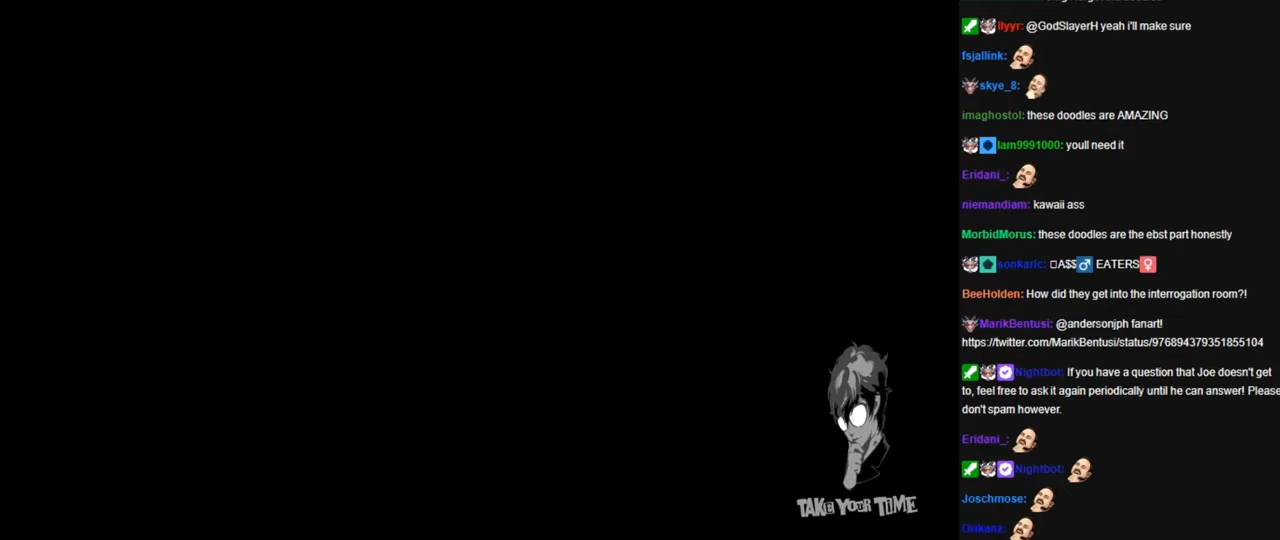 llyyr: @GodSlayerH yeah i'll make sure
fsjallink:
skye_8:
imaghostol: these doodles are AMAZING
lam9991000: youll need it
Eridani_:
niemandiam: kawaii ass
MorbidMorus: these doodles are the ebst part honestly
sonkaric: A$$♂ EATERS♀
BeeHolden: How did they get into the interrogation room?!
MarikBentusi: @andersonjph fanart!
https://twitter.com/MarikBentusi/status/976894379351855104
Nightbot: If you have a question that Joe doesn't get
to, feel free to ask it again periodically until he can answer! Please
don't spam however.
Eridani_:
Nightbot:
Joschmose:
TAKE YOUR TIME